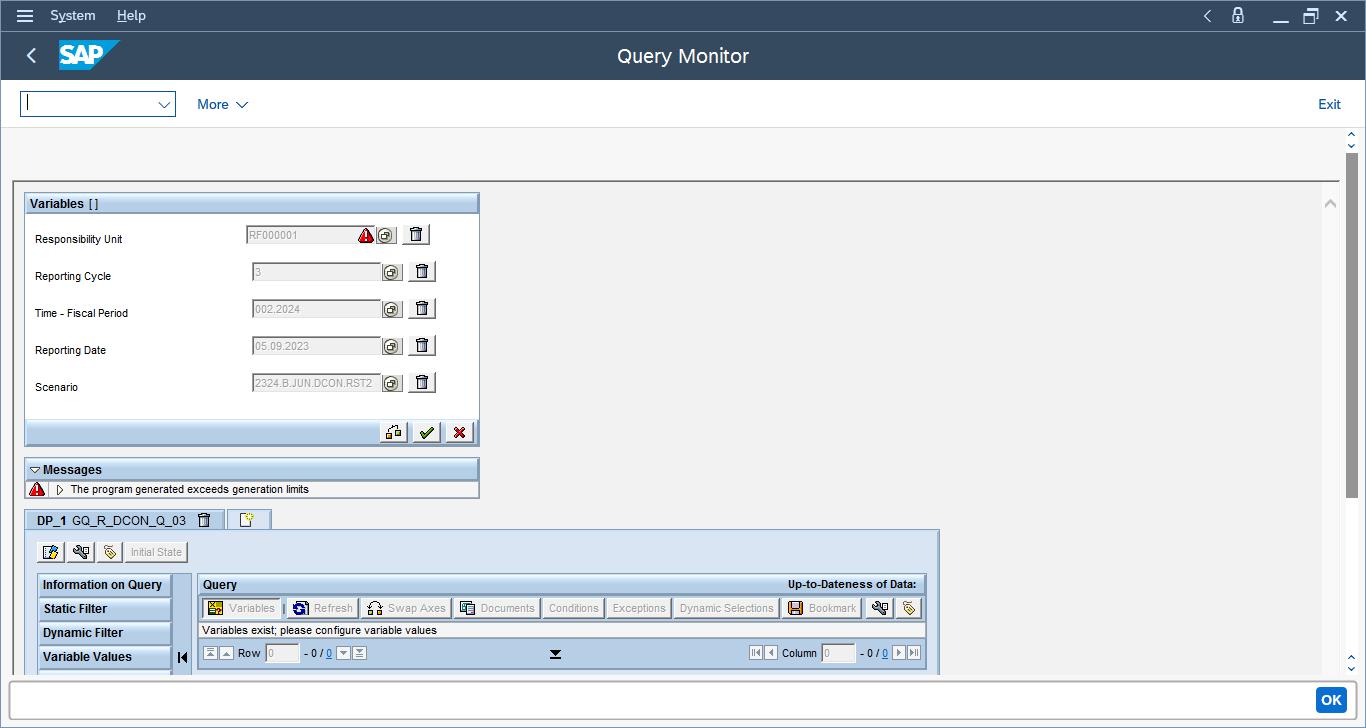 System Help
SAP Query Monitor
More Exit
Variables [ ]
Responsibility Unit RF000001
Reporting Cycle 3
Time - Fiscal Period 002.2024
Reporting Date 05.09.2023
Scenario 2324.B.JUN.DCON.RST2
Messages
The program generated exceeds generation limits
DP_1 GQ_R_DCON_Q_03
Initial State
Information on Query
Static Filter
Dynamic Filter
Variable Values
Query Up-to-Dateness of Data:
Variables Refresh Swap Axes Documents Conditions Exceptions Dynamic Selections Bookmark
Variables exist; please configure variable values
Row 0 - 0 / 0 Column 0 - 0 / 0
OK